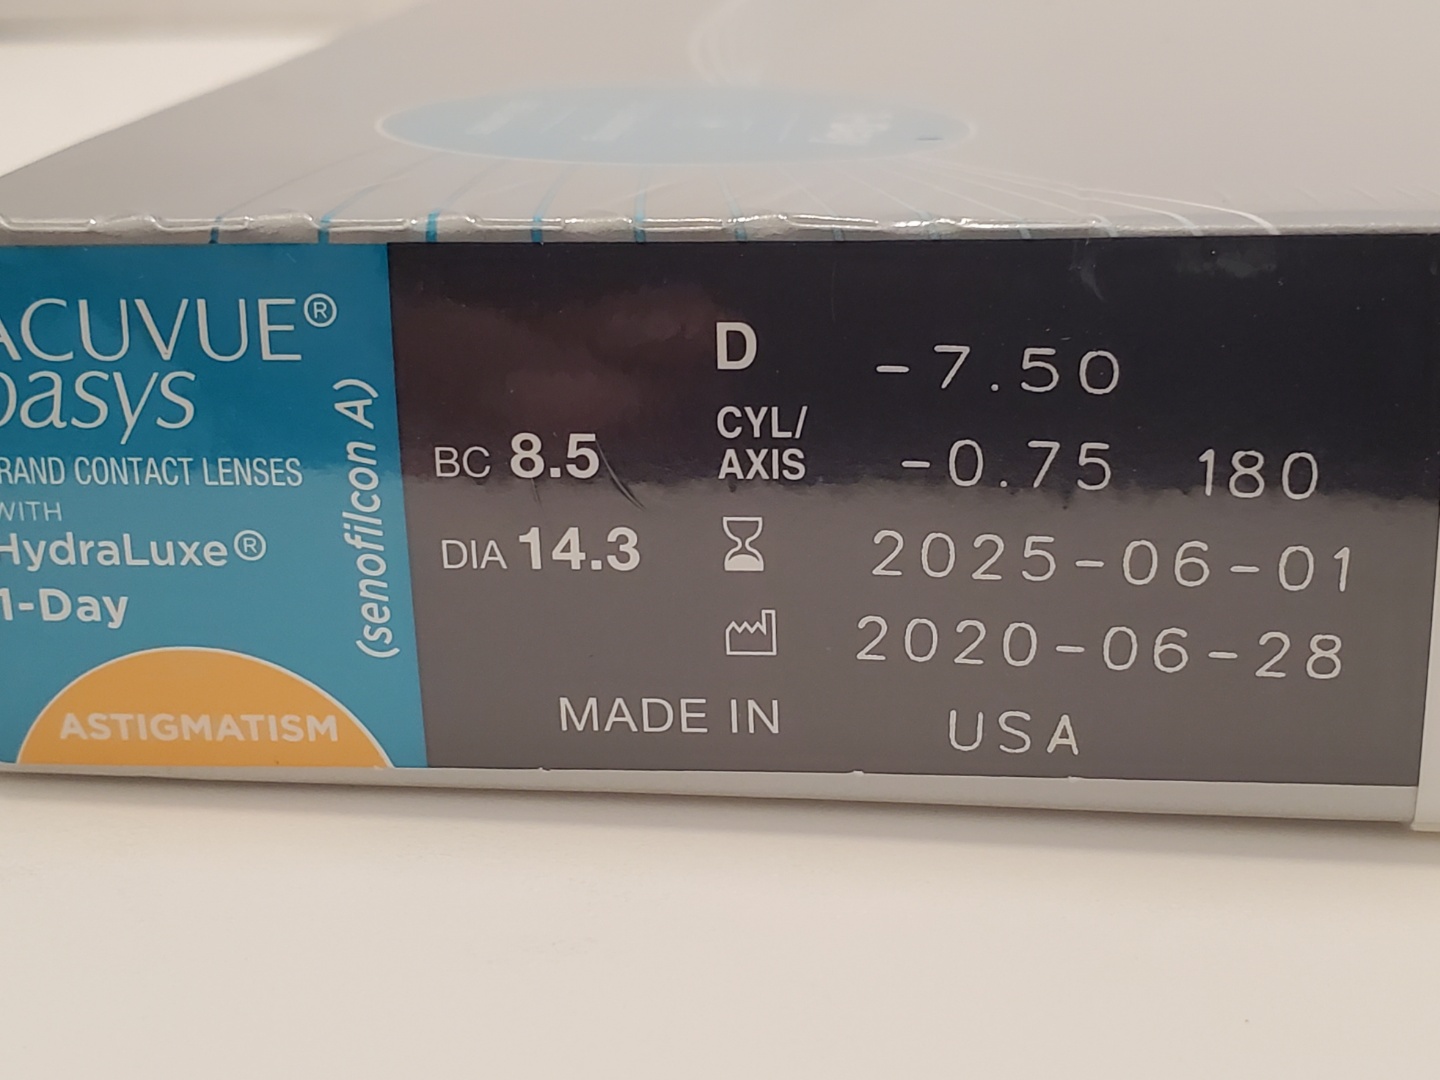 ACUVUE®
oasys
RAND CONTACT LENSES
WITH
HydraLuxe®
1-Day
ASTIGMATISM
(senofilcon A)
BC 8.5
DIA 14.3
D -7.50
CYL/
AXIS -0.75 180
2025-06-01
2020-06-28
MADE IN USA